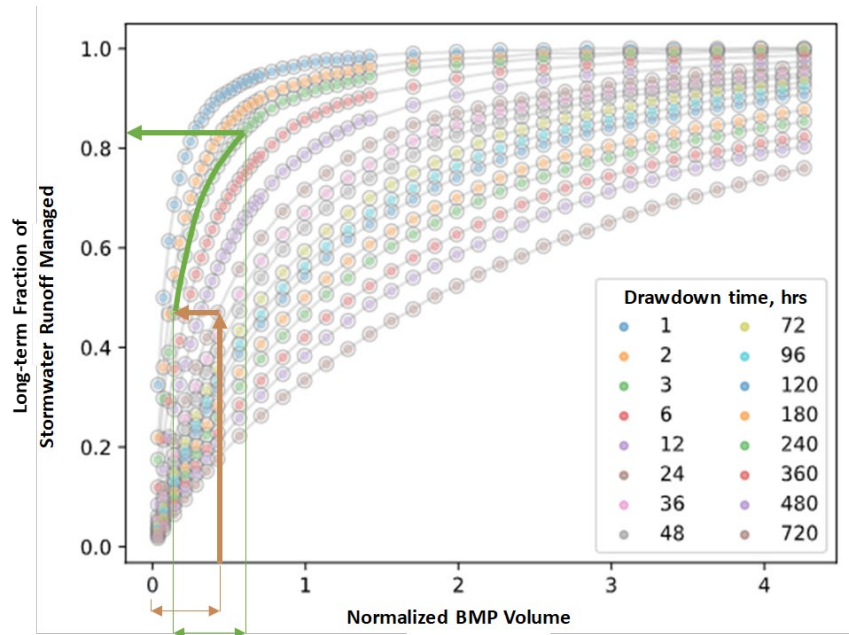 Long-term Fraction of
Stormwater Runoff Managed
1.0
0.8
0.6
0.4
0.2
0.0
0 1 2 3 4
Normalized BMP Volume
Drawdown time, hrs
1 72
2 96
3 120
6 180
12 240
24 360
36 480
48 720